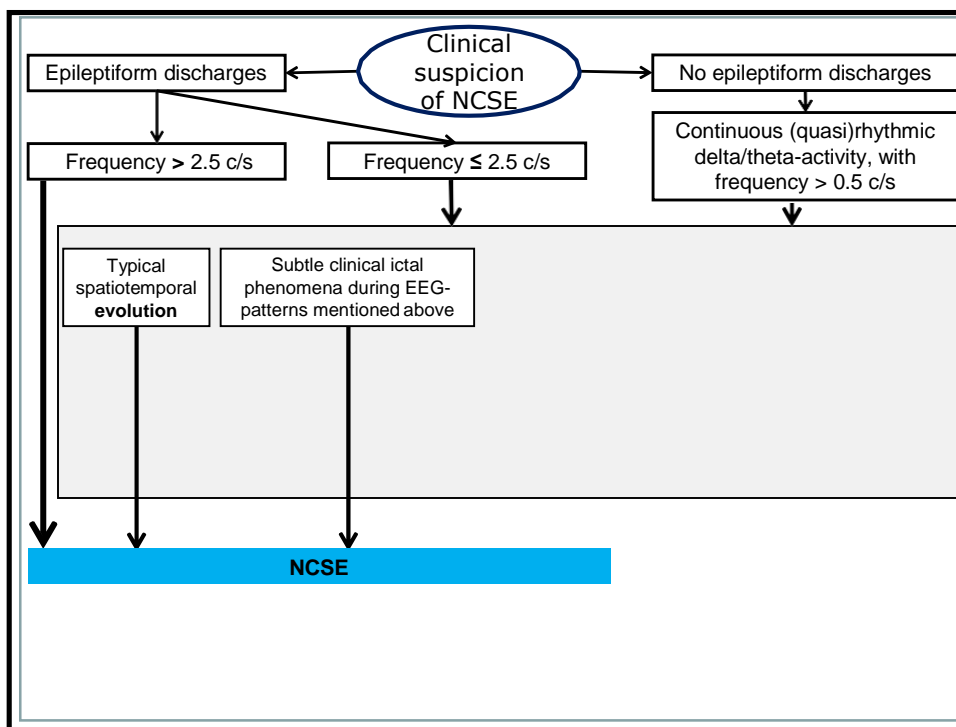 Clinical
suspicion
of NCSE
Epileptiform discharges
No epileptiform discharges
Frequency > 2.5 c/s
Frequency ≤ 2.5 c/s
Continuous (quasi)rhythmic
delta/theta-activity, with
frequency > 0.5 c/s
Typical
spatiotemporal
evolution
Subtle clinical ictal
phenomena during EEG-
patterns mentioned above
NCSE